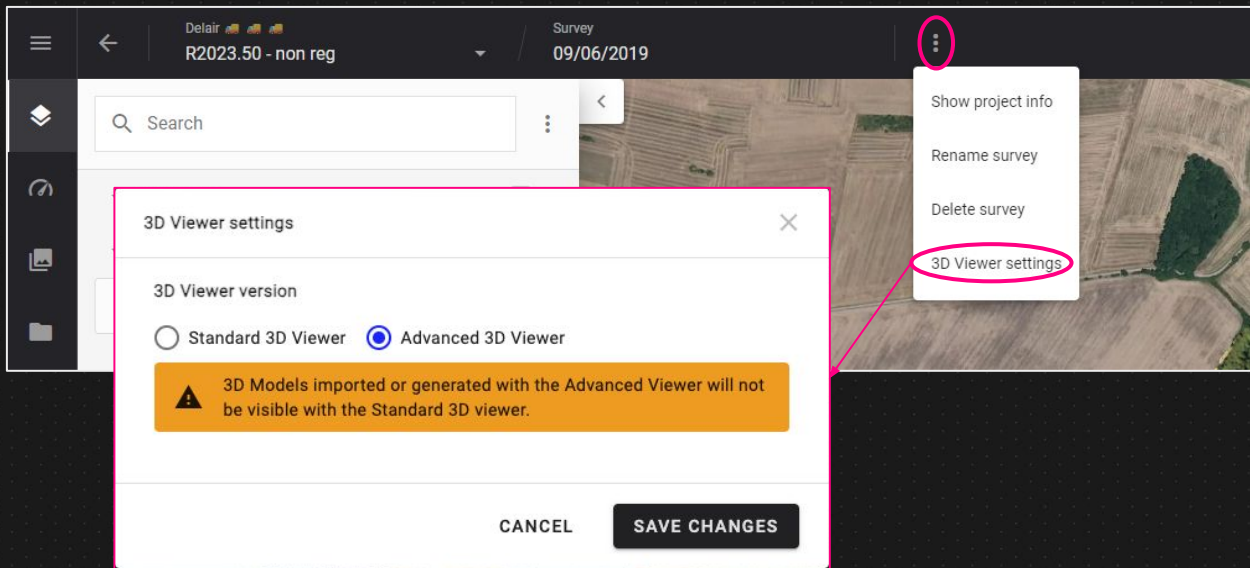 Delair
R2023.50 - non reg
Survey
09/06/2019
Search
Show project info
Rename survey
Delete survey
3D Viewer settings
3D Viewer settings
3D Viewer version
Standard 3D Viewer
Advanced 3D Viewer
3D Models imported or generated with the Advanced Viewer will not
be visible with the Standard 3D viewer.
CANCEL
SAVE CHANGES